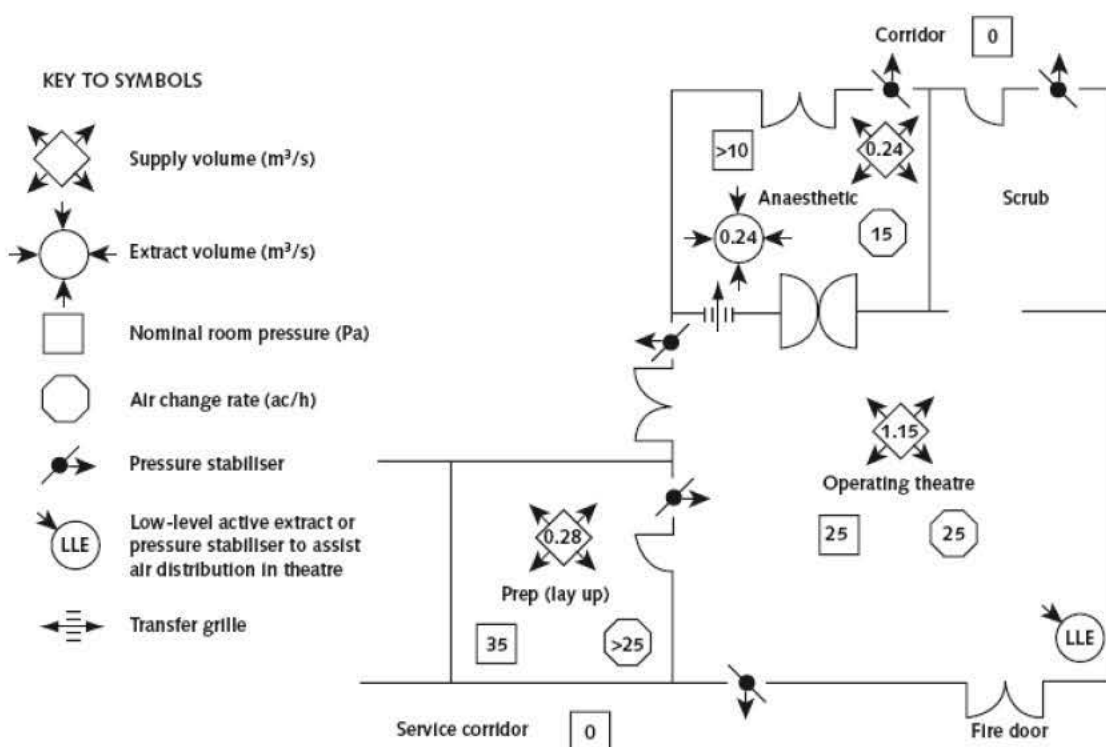 KEY TO SYMBOLS
Supply volume (m³/s)
Extract volume (m³/s)
Nominal room pressure (Pa)
Air change rate (ac/h)
Pressure stabiliser
LLE
Low-level active extract or
pressure stabiliser to assist
air distribution in theatre
Transfer grille
Corridor
0
>10
0.24
Anaesthetic
0.24
15
Scrub
1.15
Operating theatre
25
25
0.28
Prep (lay up)
35
>25
LLE
Service corridor
0
Fire door